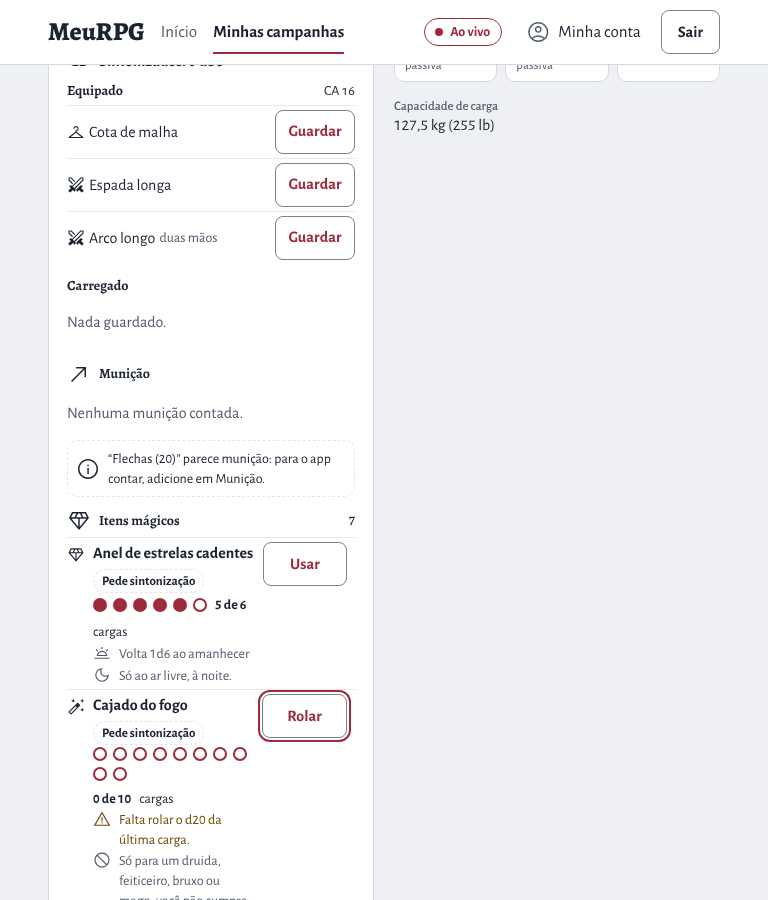 MeuRPG
Início
Minhas campanhas
Ao vivo
Minha conta
Sair
passiva
passiva
Capacidade de carga
127,5 kg (255 lb)
Equipado
CA 16
Cota de malha
Guardar
Espada longa
Guardar
Arco longo duas mãos
Guardar
Carregado
Nada guardado.
Munição
Nenhuma munição contada.
“Flechas (20)” parece munição: para o app
contar, adicione em Munição.
Itens mágicos
7
Anel de estrelas cadentes
Usar
Pede sintonização
5 de 6
cargas
Volta 1d6 ao amanhecer
Só ao ar livre, à noite.
Cajado do fogo
Rolar
Pede sintonização
0 de 10 cargas
Falta rolar o d20 da
última carga.
Só para um druida,
feiticeiro, bruxo ou